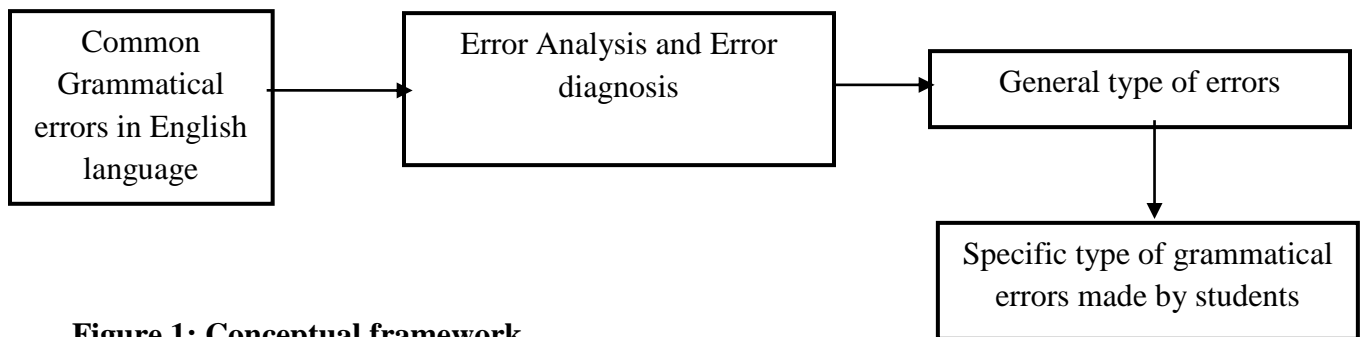 Common
Grammatical
errors in English
language
Error Analysis and Error
diagnosis
General type of errors
Specific type of grammatical
errors made by students
Figure 1: Conceptual framework